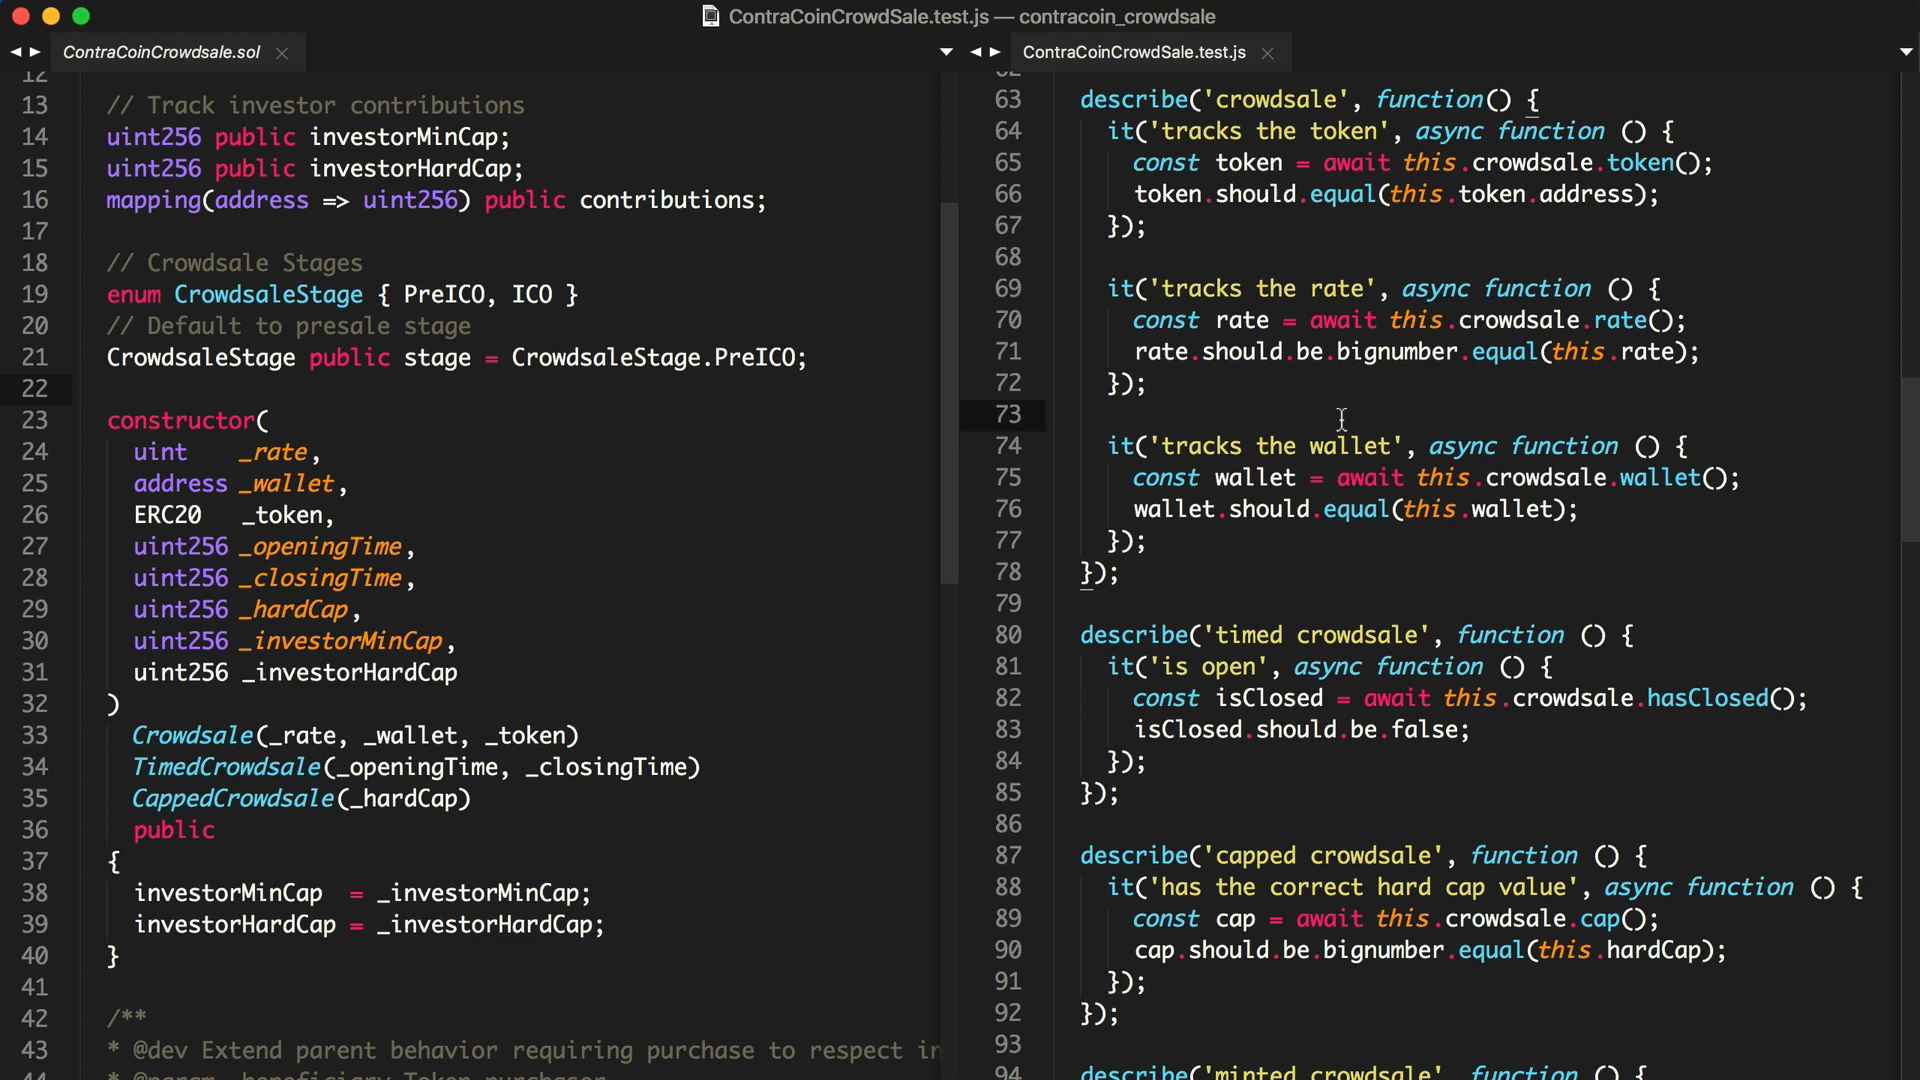 ContraCoinCrowdSale.test.js — contracoin_crowdsale
ContraCoinCrowdsale.sol
12
13 // Track investor contributions
14 uint256 public investorMinCap;
15 uint256 public investorHardCap;
16 mapping(address => uint256) public contributions;
17
18 // Crowdsale Stages
19 enum CrowdsaleStage { PreICO, ICO }
20 // Default to presale stage
21 CrowdsaleStage public stage = CrowdsaleStage.PreICO;
22
23 constructor(
24 uint _rate,
25 address _wallet,
26 ERC20 _token,
27 uint256 _openingTime,
28 uint256 _closingTime,
29 uint256 _hardCap,
30 uint256 _investorMinCap,
31 uint256 _investorHardCap
32 )
33 Crowdsale(_rate, _wallet, _token)
34 TimedCrowdsale(_openingTime, _closingTime)
35 CappedCrowdsale(_hardCap)
36 public
37 {
38 investorMinCap = _investorMinCap;
39 investorHardCap = _investorHardCap;
40 }
41
42 /**
43 * @dev Extend parent behavior requiring purchase to respect in
44 * @param _beneficiary Token purchaser
ContraCoinCrowdSale.test.js
62
63 describe('crowdsale', function() {
64 it('tracks the token', async function () {
65 const token = await this.crowdsale.token();
66 token.should.equal(this.token.address);
67 });
68
69 it('tracks the rate', async function () {
70 const rate = await this.crowdsale.rate();
71 rate.should.be.bignumber.equal(this.rate);
72 });
73
74 it('tracks the wallet', async function () {
75 const wallet = await this.crowdsale.wallet();
76 wallet.should.equal(this.wallet);
77 });
78 });
79
80 describe('timed crowdsale', function () {
81 it('is open', async function () {
82 const isClosed = await this.crowdsale.hasClosed();
83 isClosed.should.be.false;
84 });
85 });
86
87 describe('capped crowdsale', function () {
88 it('has the correct hard cap value', async function () {
89 const cap = await this.crowdsale.cap();
90 cap.should.be.bignumber.equal(this.hardCap);
91 });
92 });
93
94 describe('minted crowdsale', function () {